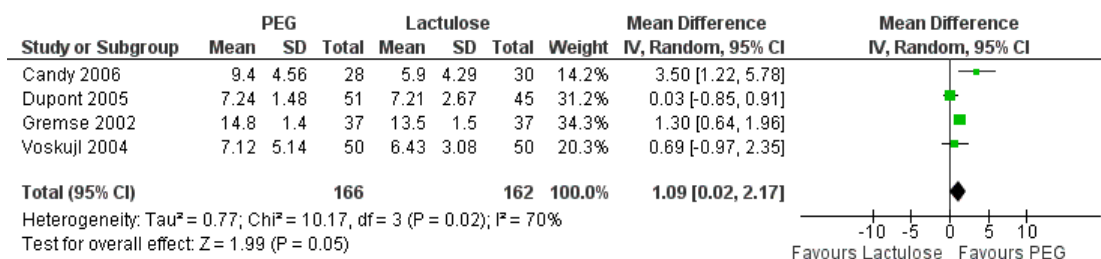 PEG Lactulose Mean Difference Mean Difference
Study or Subgroup Mean SD Total Mean SD Total Weight IV, Random, 95% CI IV, Random, 95% CI
Candy 2006 9.4 4.56 28 5.9 4.29 30 14.2% 3.50 [1.22, 5.78]
Dupont 2005 7.24 1.48 51 7.21 2.67 45 31.2% 0.03 [-0.85, 0.91]
Gremse 2002 14.8 1.4 37 13.5 1.5 37 34.3% 1.30 [0.64, 1.96]
Voskujl 2004 7.12 5.14 50 6.43 3.08 50 20.3% 0.69 [-0.97, 2.35]
Total (95% CI) 166 162 100.0% 1.09 [0.02, 2.17]
Heterogeneity: Tau² = 0.77; Chi² = 10.17, df = 3 (P = 0.02); I² = 70%
Test for overall effect: Z = 1.99 (P = 0.05)
-10 -5 0 5 10
Favours Lactulose Favours PEG